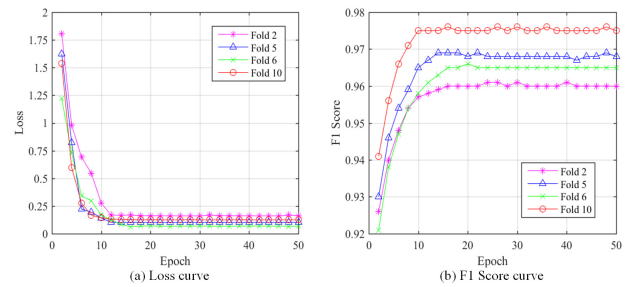 2
1.75
1.5
1.25
1
0.75
0.5
0.25
0
Loss
0 10 20 30 40 50
Epoch
Fold 2
Fold 5
Fold 6
Fold 10
(a) Loss curve
0.98
0.97
0.96
0.95
0.94
0.93
0.92
F1 Score
0 10 20 30 40 50
Epoch
Fold 2
Fold 5
Fold 6
Fold 10
(b) F1 Score curve